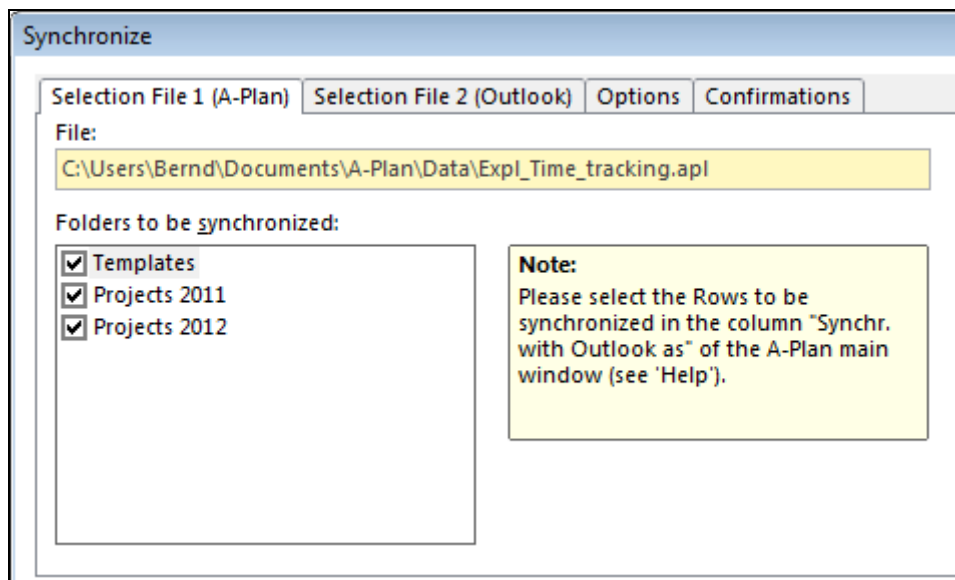 Synchronize
Selection File 1 (A-Plan) Selection File 2 (Outlook) Options Confirmations
File:
C:\Users\Bernd\Documents\A-Plan\Data\Expl_Time_tracking.apl
Folders to be synchronized:
Templates
Projects 2011
Projects 2012
Note:
Please select the Rows to be
synchronized in the column "Synchr.
with Outlook as" of the A-Plan main
window (see 'Help').